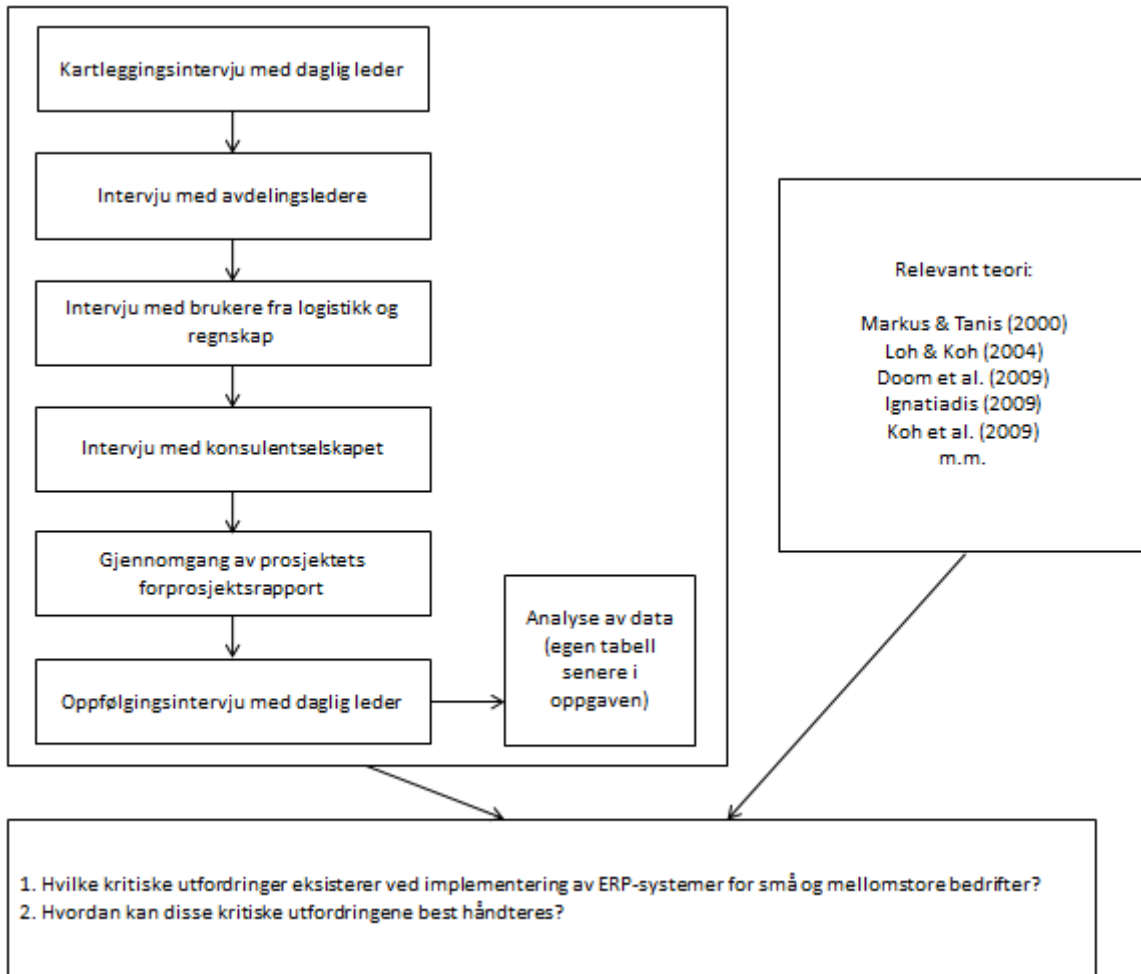 Kartleggingsintervju med daglig leder
Intervju med avdelingsledere
Intervju med brukere fra logistikk og
regnskap
Intervju med konsulentselskapet
Gjennomgang av prosjektets
forprosjektsrapport
Oppfølgingsintervju med daglig leder
Analyse av data
(egen tabell
senere i
oppgaven)
Relevant teori:
Markus & Tanis (2000)
Loh & Koh (2004)
Doom et al. (2009)
Ignatiadis (2009)
Koh et al. (2009)
m.m.
1. Hvilke kritiske utfordringer eksisterer ved implementering av ERP-systemer for små og mellomstore bedrifter?
2. Hvordan kan disse kritiske utfordringene best håndteres?